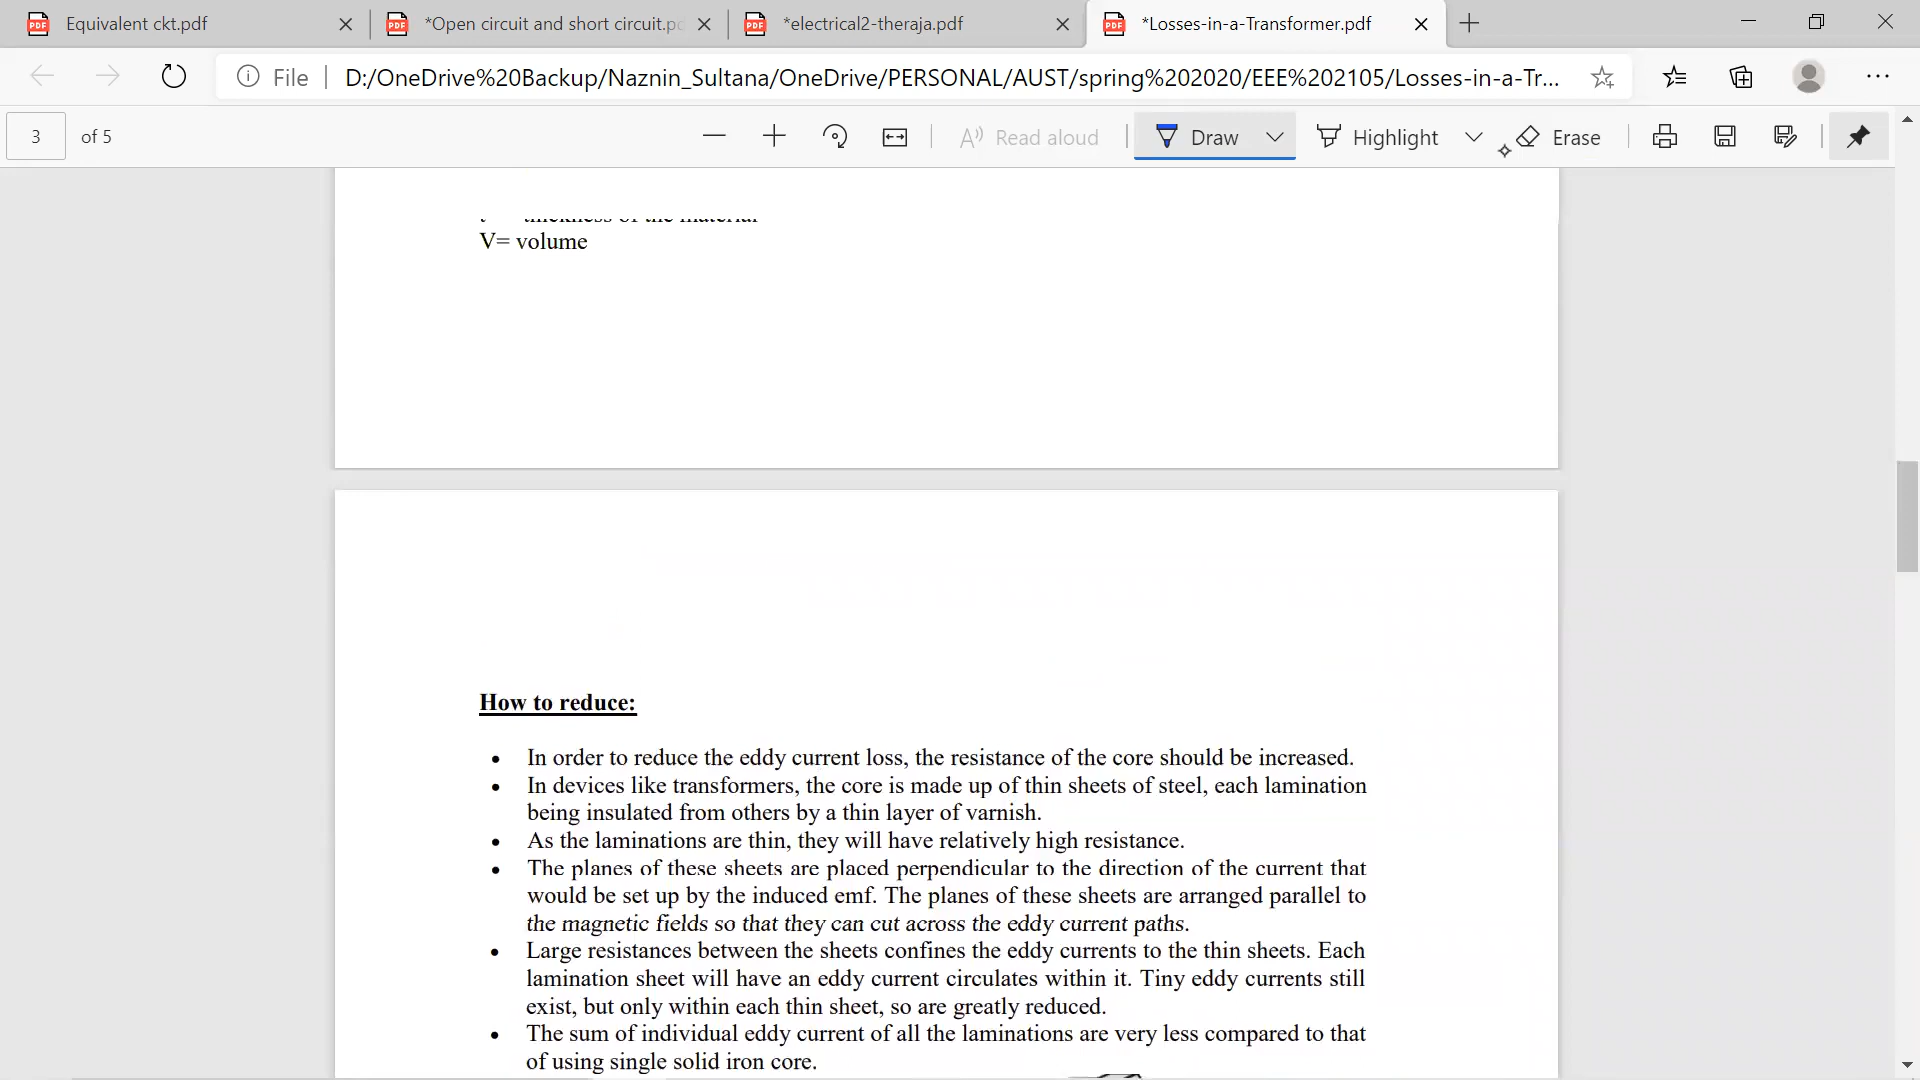 Equivalent ckt.pdf
*Open circuit and short circuit.pd
*electrical2-theraja.pdf
*Losses-in-a-Transformer.pdf
File
D:/OneDrive%20Backup/Naznin_Sultana/OneDrive/PERSONAL/AUST/spring%202020/EEE%202105/Losses-in-a-Tr...
3 of 5
Read aloud
Draw
Highlight
Erase
thickness of the material
V= volume
How to reduce:
• In order to reduce the eddy current loss, the resistance of the core should be increased.
• In devices like transformers, the core is made up of thin sheets of steel, each lamination
being insulated from others by a thin layer of varnish.
• As the laminations are thin, they will have relatively high resistance.
• The planes of these sheets are placed perpendicular to the direction of the current that
would be set up by the induced emf. The planes of these sheets are arranged parallel to
the magnetic fields so that they can cut across the eddy current paths.
• Large resistances between the sheets confines the eddy currents to the thin sheets. Each
lamination sheet will have an eddy current circulates within it. Tiny eddy currents still
exist, but only within each thin sheet, so are greatly reduced.
• The sum of individual eddy current of all the laminations are very less compared to that
of using single solid iron core.